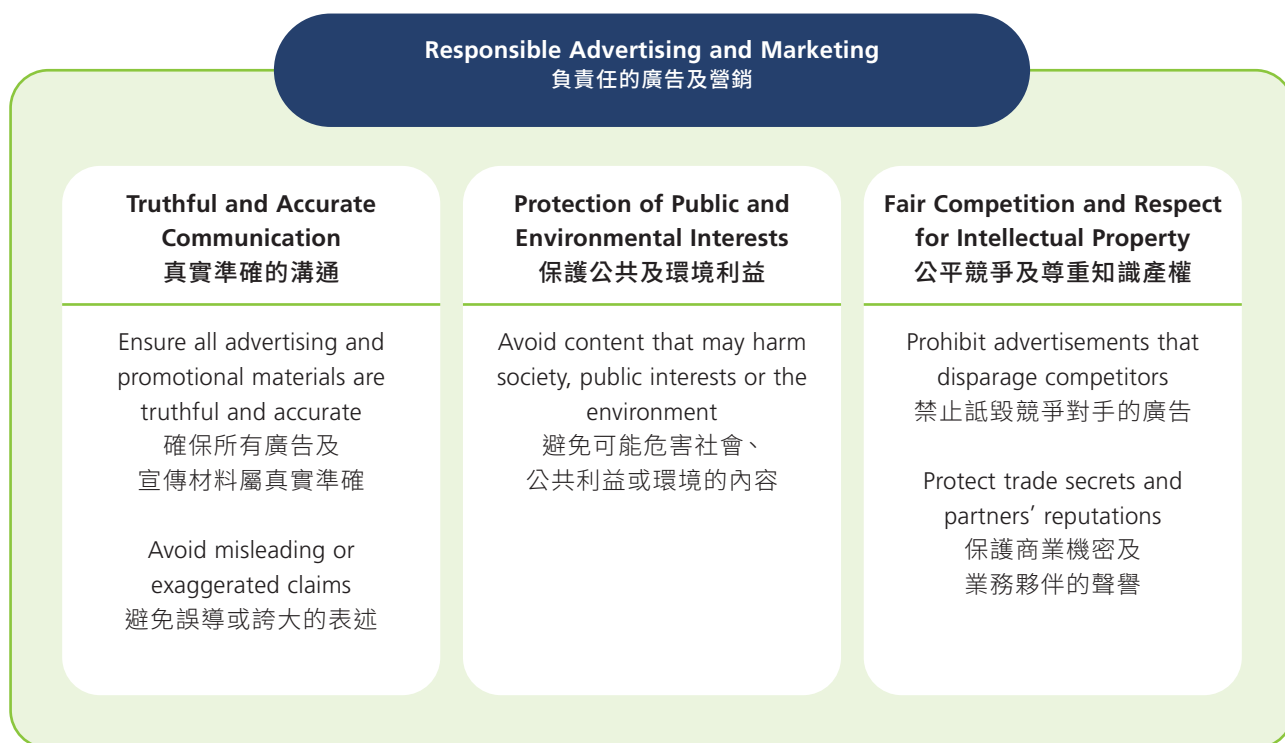 Responsible Advertising and Marketing
負責任的廣告及營銷
Truthful and Accurate
Communication
真實準確的溝通
Ensure all advertising and
promotional materials are
truthful and accurate
確保所有廣告及
宣傳材料屬真實準確
Avoid misleading or
exaggerated claims
避免誤導或誇大的表述
Protection of Public and
Environmental Interests
保護公共及環境利益
Avoid content that may harm
society, public interests or the
environment
避免可能危害社會、
公共利益或環境的內容
Fair Competition and Respect
for Intellectual Property
公平競爭及尊重知識產權
Prohibit advertisements that
disparage competitors
禁止詆毀競爭對手的廣告
Protect trade secrets and
partners’ reputations
保護商業機密及
業務夥伴的聲譽